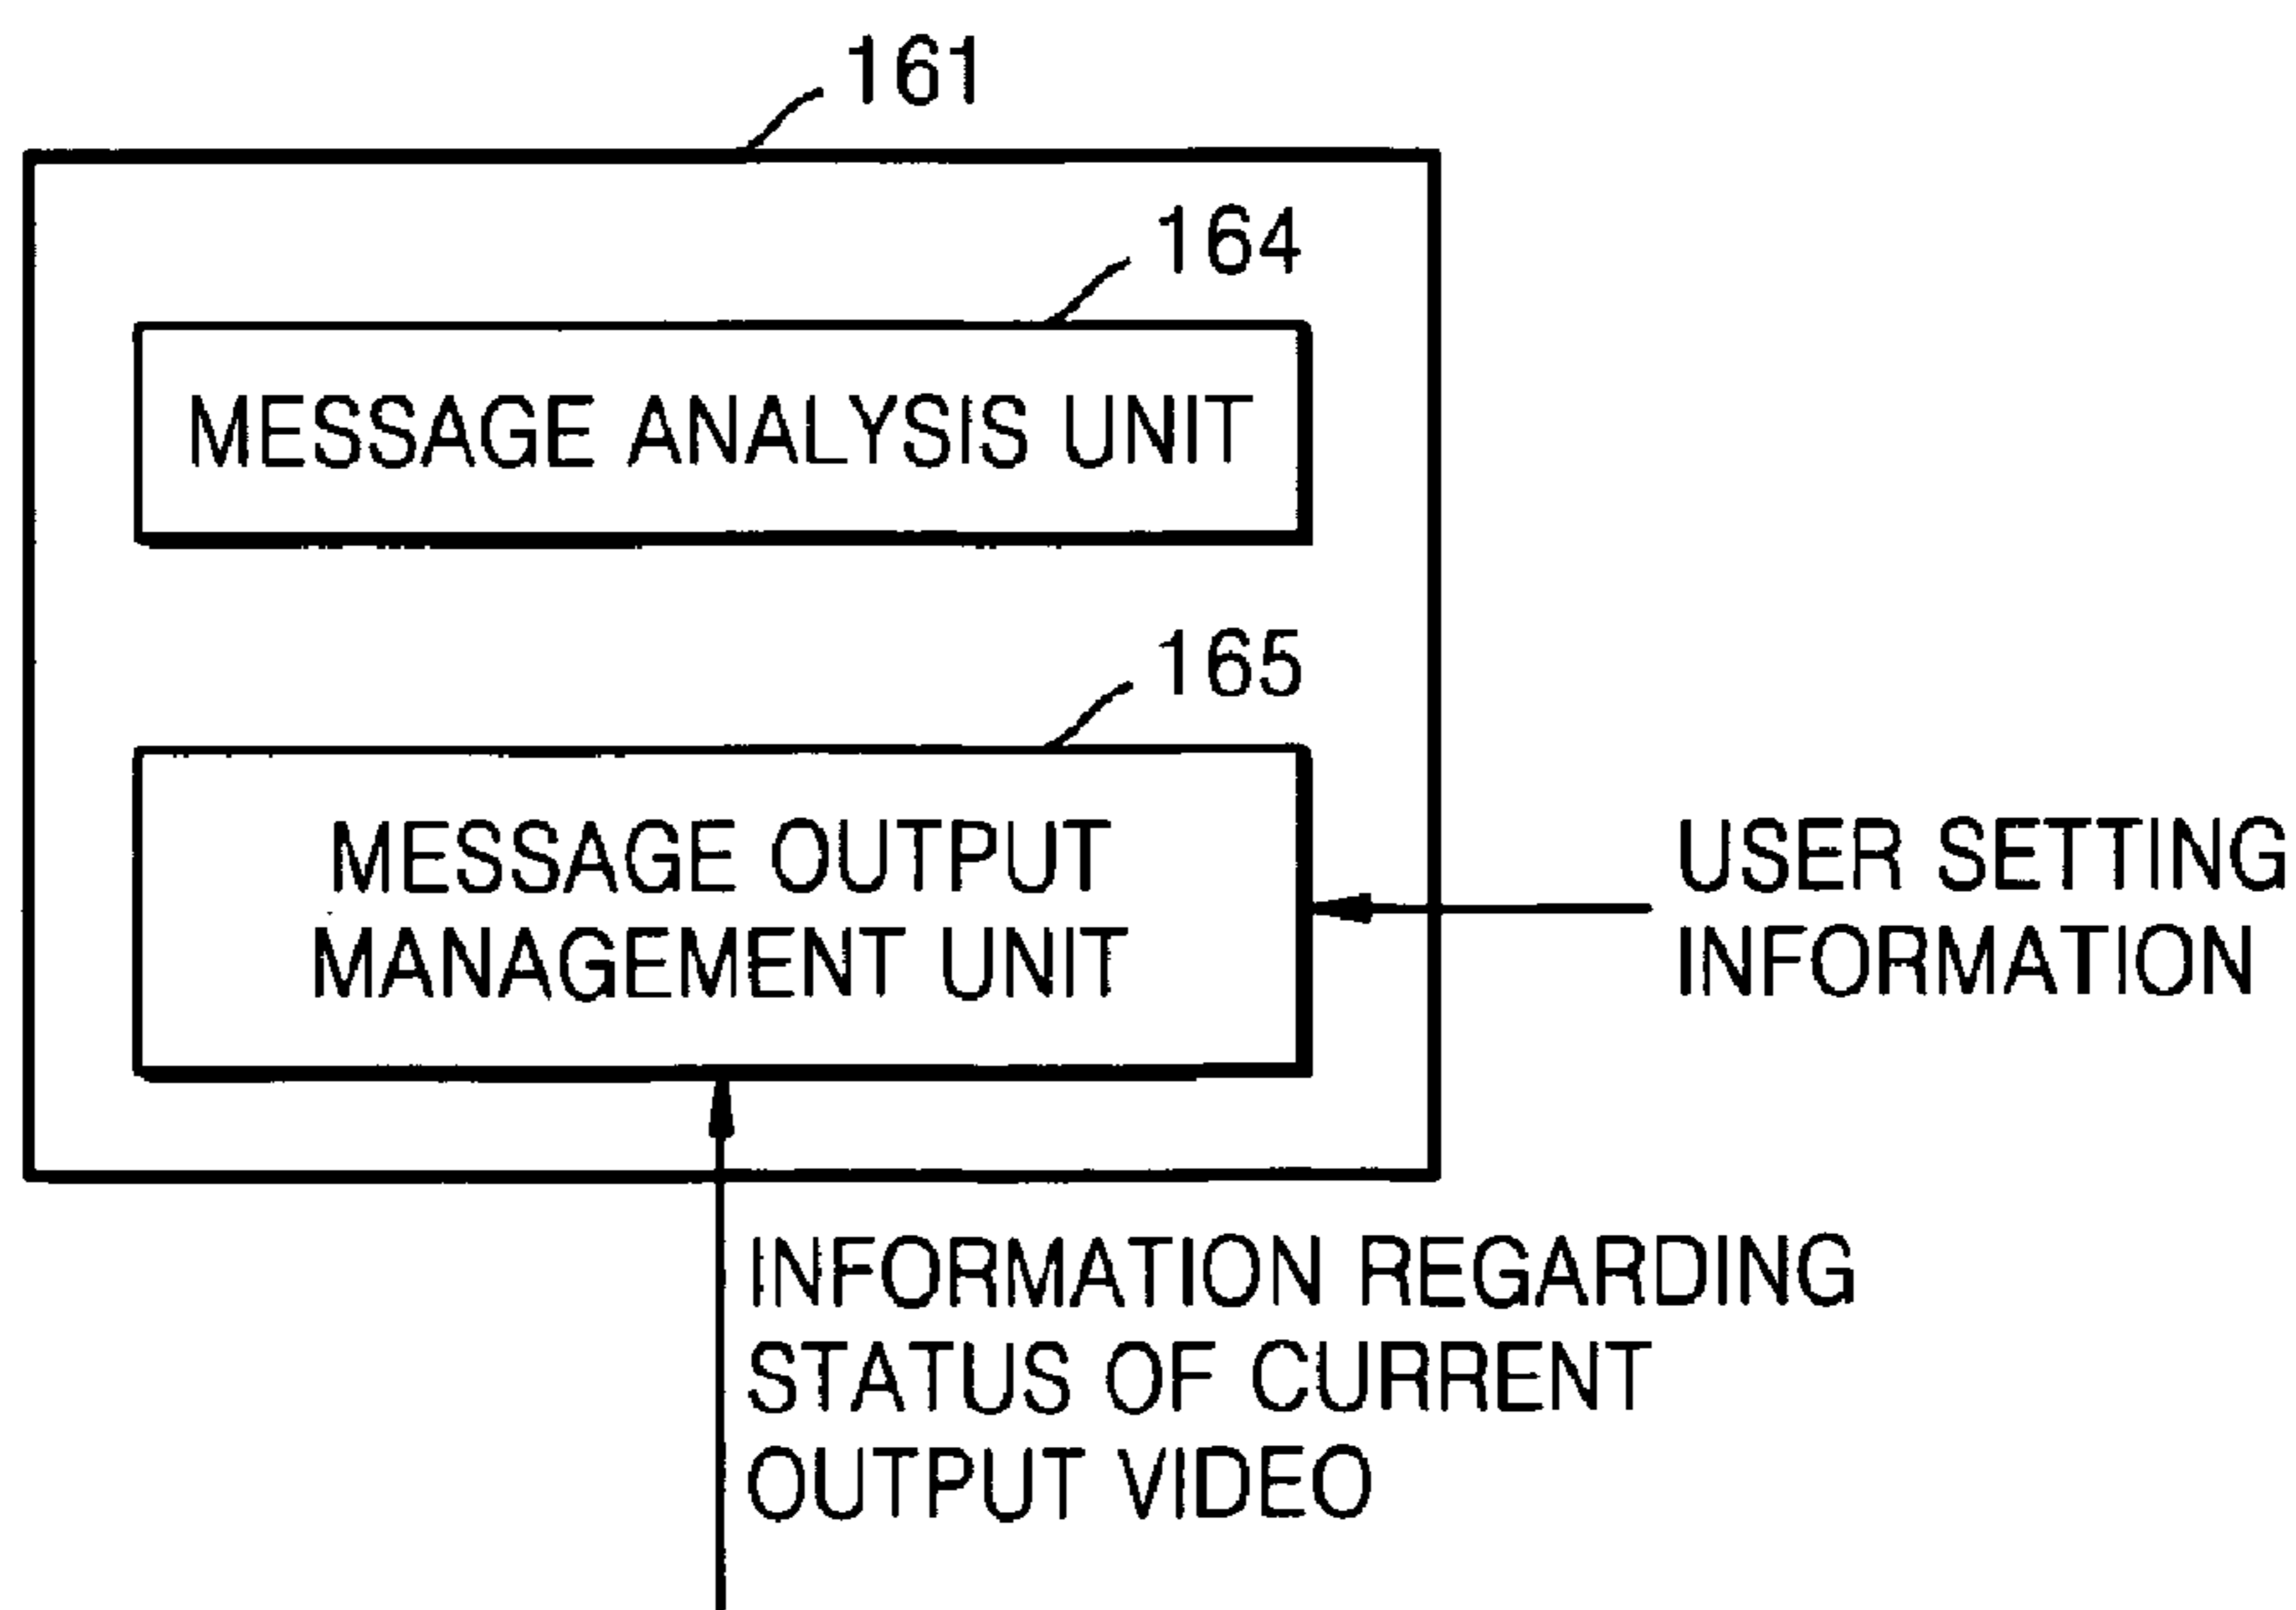 161
164
MESSAGE ANALYSIS UNIT
165
MESSAGE OUTPUT
MANAGEMENT UNIT
USER SETTING
INFORMATION
INFORMATION REGARDING
STATUS OF CURRENT
OUTPUT VIDEO